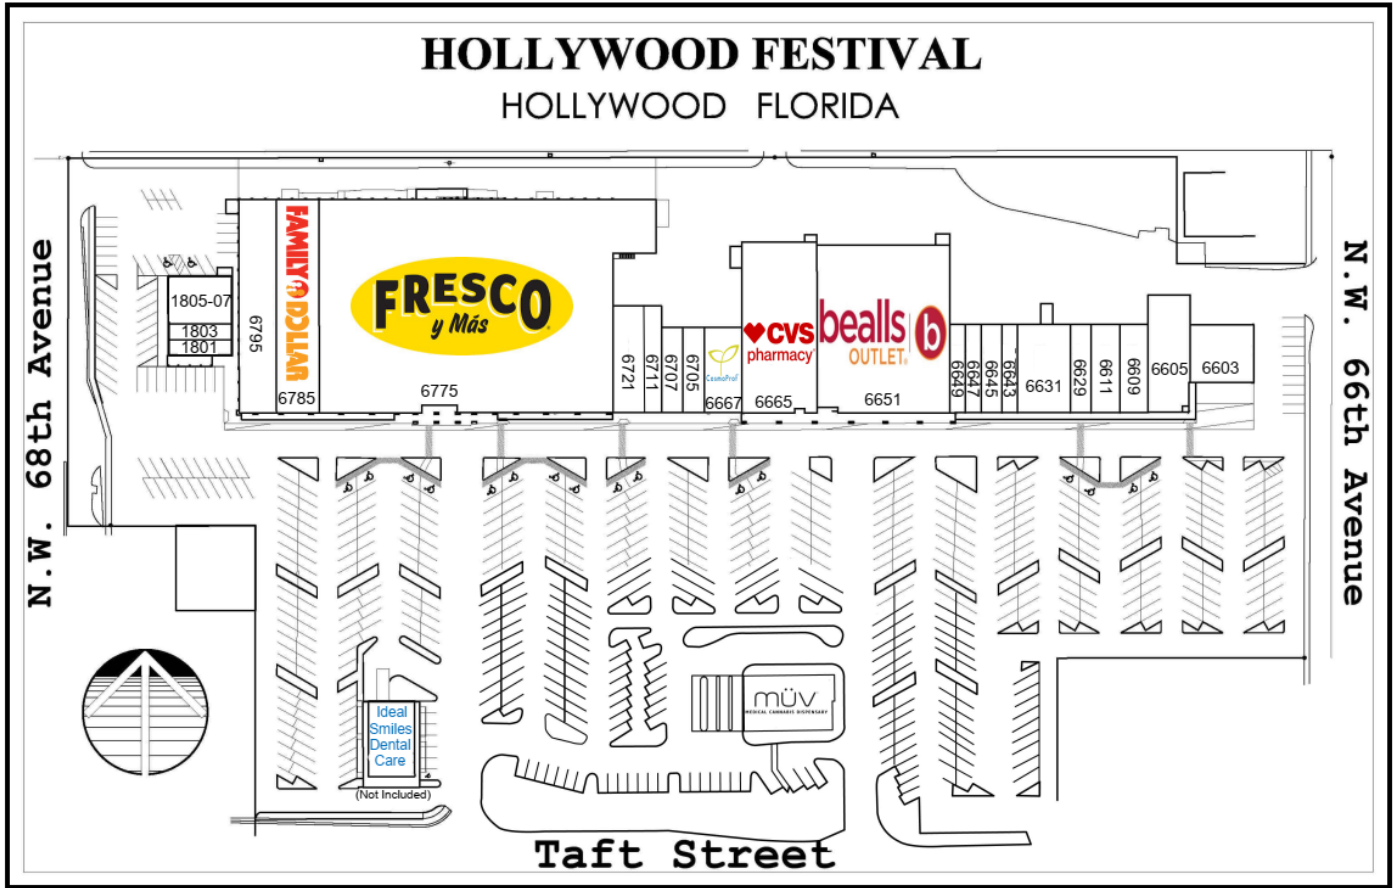 HOLLYWOOD FESTIVAL
HOLLYWOOD FLORIDA
N.W. 68th Avenue
N.W. 66th Avenue
1805-07
1803
1801
6795
FAMILY DOLLAR
6785
FRESCO
y Más
6775
6721
6711
6707
6705
CosmoProf
6667
CVS
pharmacy
6665
bealls
OUTLET
b
6651
6649
6647
6645
6643
6631
6629
6611
6609
6605
6603
Ideal
Smiles
Dental
Care
(Not Included)
MÜV
MEDICAL CANNABIS DISPENSARY
Taft Street